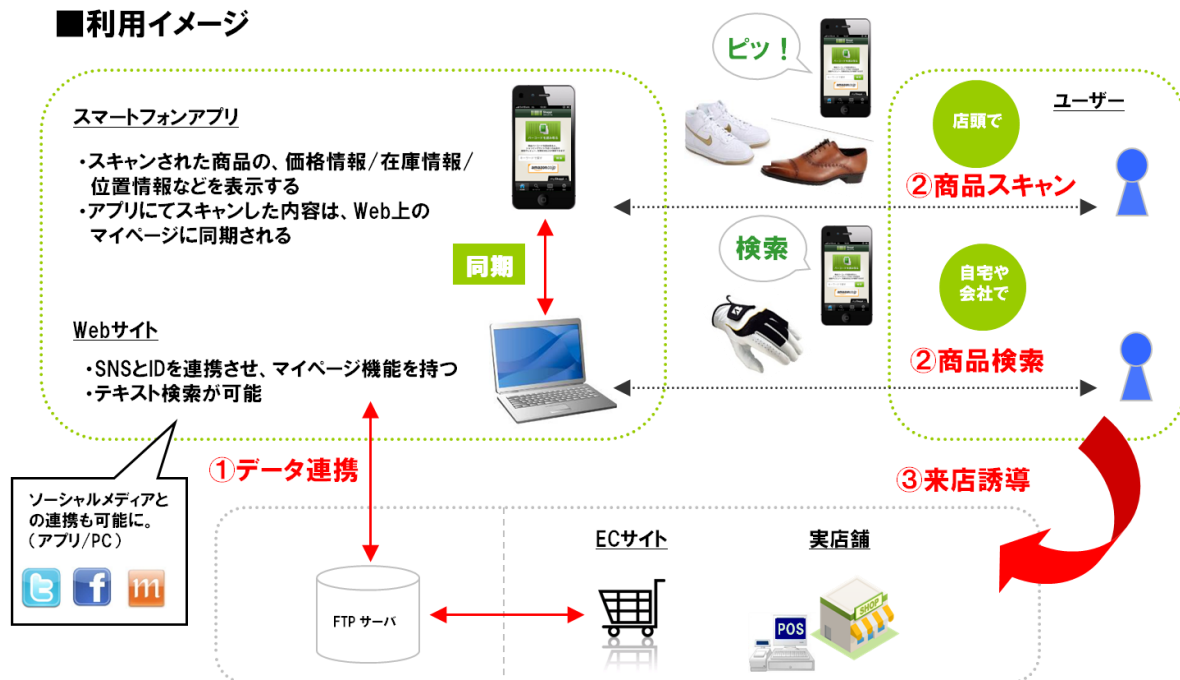 ■利用イメージ
ピッ！
スマートフォンアプリ
・スキャンされた商品の、価格情報/在庫情報/
位置情報などを表示する
・アプリにてスキャンした内容は、Web上の
マイページに同期される
店頭で
ユーザー
②商品スキャン
同期
検索
自宅や
会社で
②商品検索
Webサイト
・SNSとIDを連携させ、マイページ機能を持つ
・テキスト検索が可能
①データ連携
③来店誘導
ソーシャルメディアと
の連携も可能に。
（アプリ/PC）
t f m
FTP サーバ
ECサイト
実店舗
POS
SHOP
amazon.co.jp
amazon.co.jp
amazon.co.jp